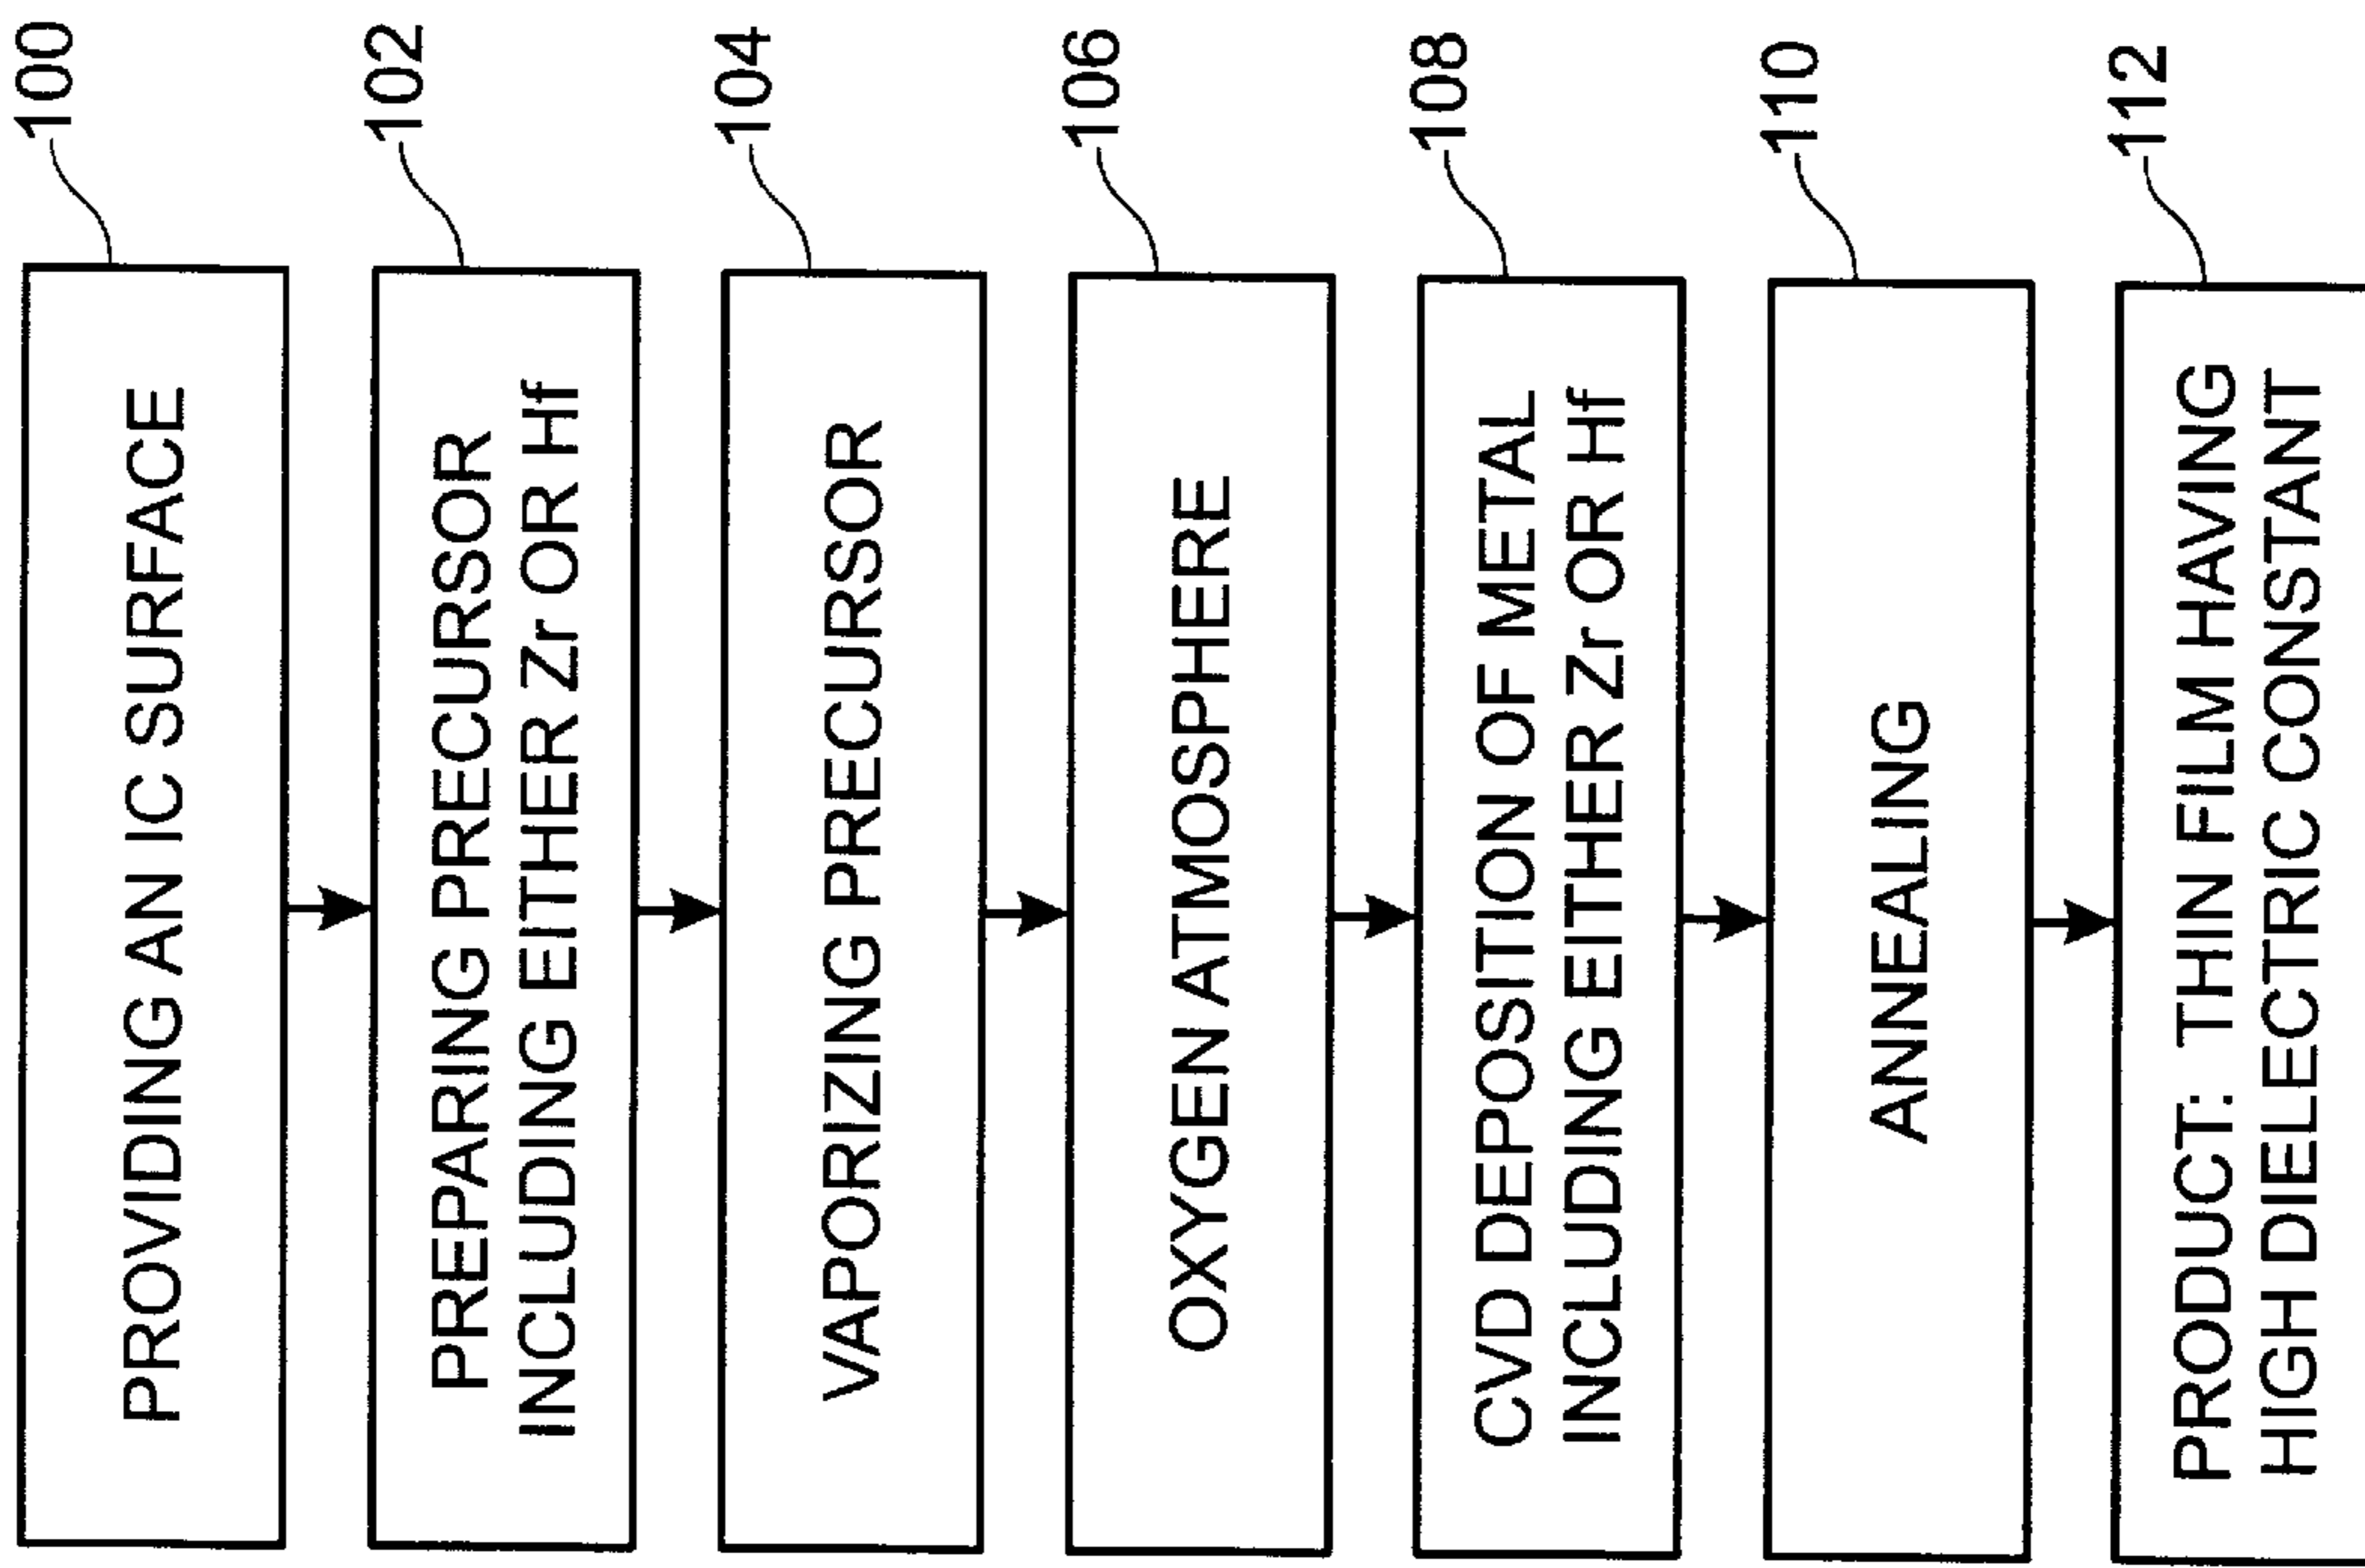 100
PROVIDING AN IC SURFACE
102
PREPARING PRECURSOR
INCLUDING EITHER Zr OR Hf
104
VAPORIZING PRECURSOR
106
OXYGEN ATMOSPHERE
108
CVD DEPOSITION OF METAL
INCLUDING EITHER Zr OR Hf
110
ANNEALING
112
PRODUCT: THIN FILM HAVING
HIGH DIELECTRIC CONSTANT